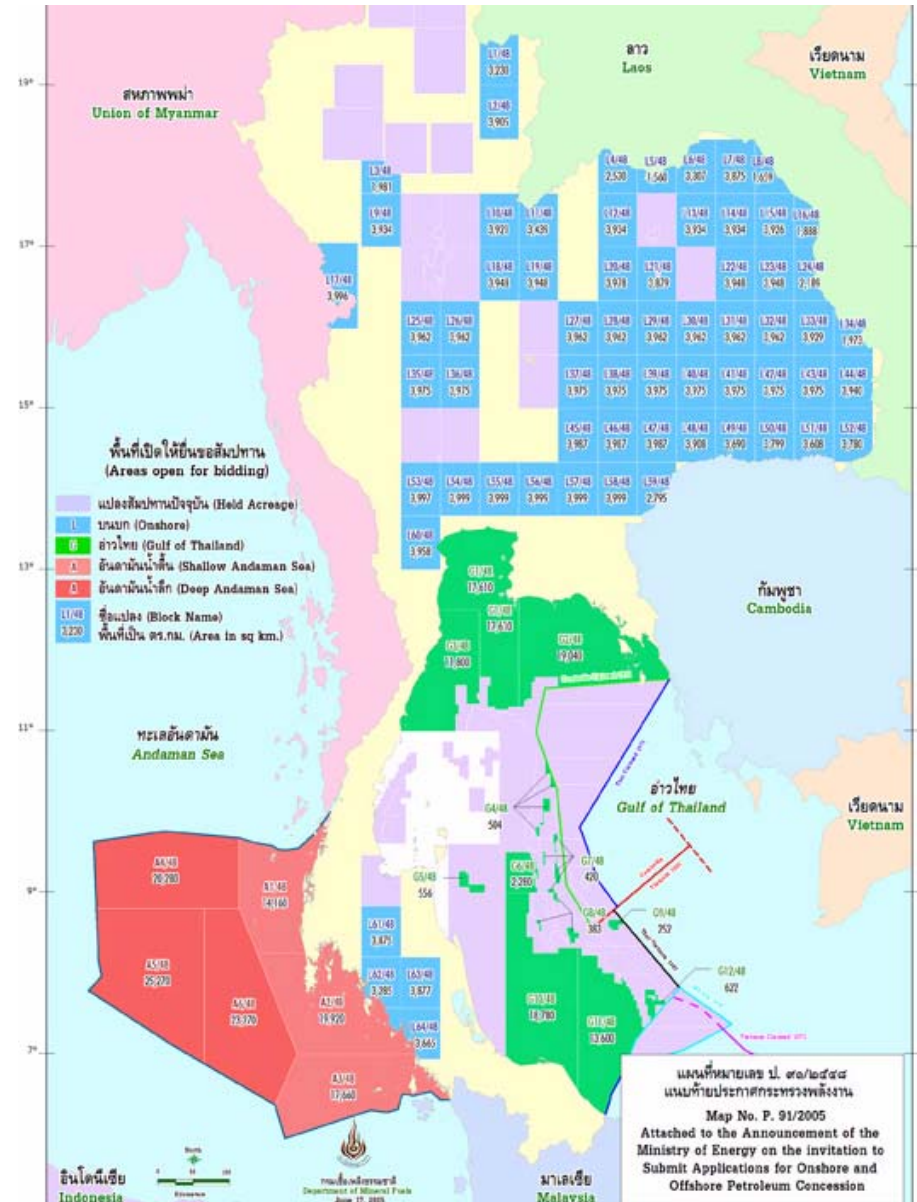 ลาว
Laos
เวียดนาม
Vietnam
สหภาพพม่า
Union of Myanmar
19°
17°
15°
13°
11°
9°
7°
L1/48
3,230
L2/48
3,905
L3/48
1,981
L4/48
2,530
L5/48
1,560
L6/48
3,307
L7/48
3,875
L8/48
1,659
L9/48
3,934
L10/48
3,921
L11/48
3,439
L12/48
3,934
L13/48
3,934
L14/48
3,934
L15/48
3,926
L16/48
1,888
L17/48
3,996
L18/48
3,948
L19/48
3,948
L20/48
3,978
L21/48
3,879
L22/48
3,948
L23/48
3,948
L24/48
2,189
L25/48
3,962
L26/48
3,962
L27/48
3,962
L28/48
3,962
L29/48
3,962
L30/48
3,962
L31/48
3,962
L32/48
3,962
L33/48
3,929
L34/48
1,973
L35/48
3,975
L36/48
3,975
L37/48
3,975
L38/48
3,975
L39/48
3,975
L40/48
3,975
L41/48
3,975
L42/48
3,975
L43/48
3,975
L44/48
3,940
L45/48
3,987
L46/48
3,987
L47/48
3,987
L48/48
3,908
L49/48
3,690
L50/48
3,799
L51/48
3,608
L52/48
3,780
L53/48
3,997
L54/48
3,999
L55/48
3,999
L56/48
3,999
L57/48
3,999
L58/48
3,999
L59/48
2,795
L60/48
3,958
พื้นที่เปิดให้ยื่นขอสัมปทาน
(Areas open for bidding)
แปลงสัมปทานปัจจุบัน (Held Acreage)
L บนบก (Onshore)
G อ่าวไทย (Gulf of Thailand)
A อันดามันน้ำตื้น (Shallow Andaman Sea)
A อันดามันน้ำลึก (Deep Andaman Sea)
L1/48 ชื่อแปลง (Block Name)
3,230 พื้นที่เป็น ตร.กม. (Area in sq km.)
กัมพูชา
Cambodia
G1/48
17,610
17,610
G3/48
11,800
G2/48
19,040
ทะเลอันดามัน
Andaman Sea
อ่าวไทย
Gulf of Thailand
เวียดนาม
Vietnam
G4/48
504
G5/48
556
G6/48
2,280
G7/48
420
G8/48
383
G9/48
252
G10/48
18,780
G11/48
13,600
G12/48
622
A4/48
20,280
A1/48
14,160
A5/48
25,270
A6/48
A2/48
19,920
A3/48
17,660
L61/48
3,875
L62/48
L63/48
3,877
L64/48
3,665
แผนที่หมายเลข ป. ๙๑/๒๕๔๘
แนบท้ายประกาศกระทรวงพลังงาน
Map No. P. 91/2005
Attached to the Announcement of the
Ministry of Energy on the invitation to
Submit Applications for Onshore and
Offshore Petroleum Concession
North
Kilometres
กรมเชื้อเพลิงธรรมชาติ
Department of Mineral Fuels
June 17, 2005
อินโดนีเซีย
Indonesia
มาเลเซีย
Malaysia